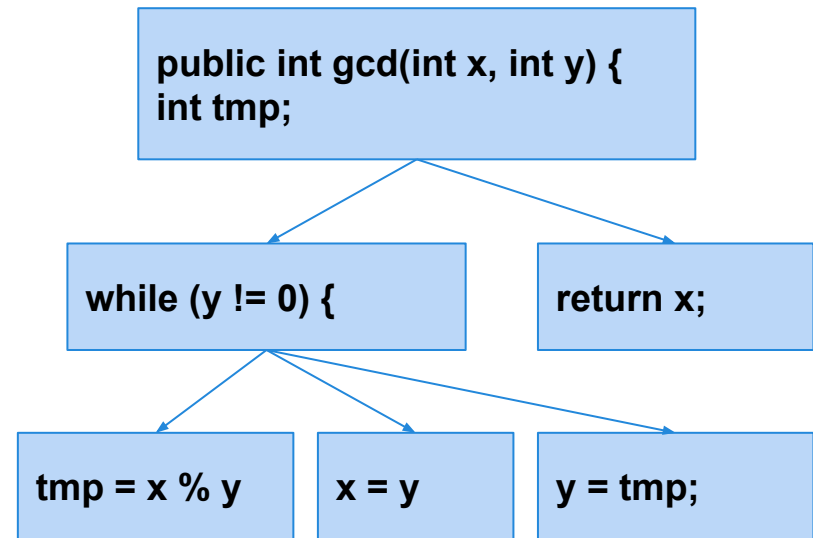 public int gcd(int x, int y) {
int tmp;
while (y != 0) {
return x;
tmp = x % y
x = y
y = tmp;